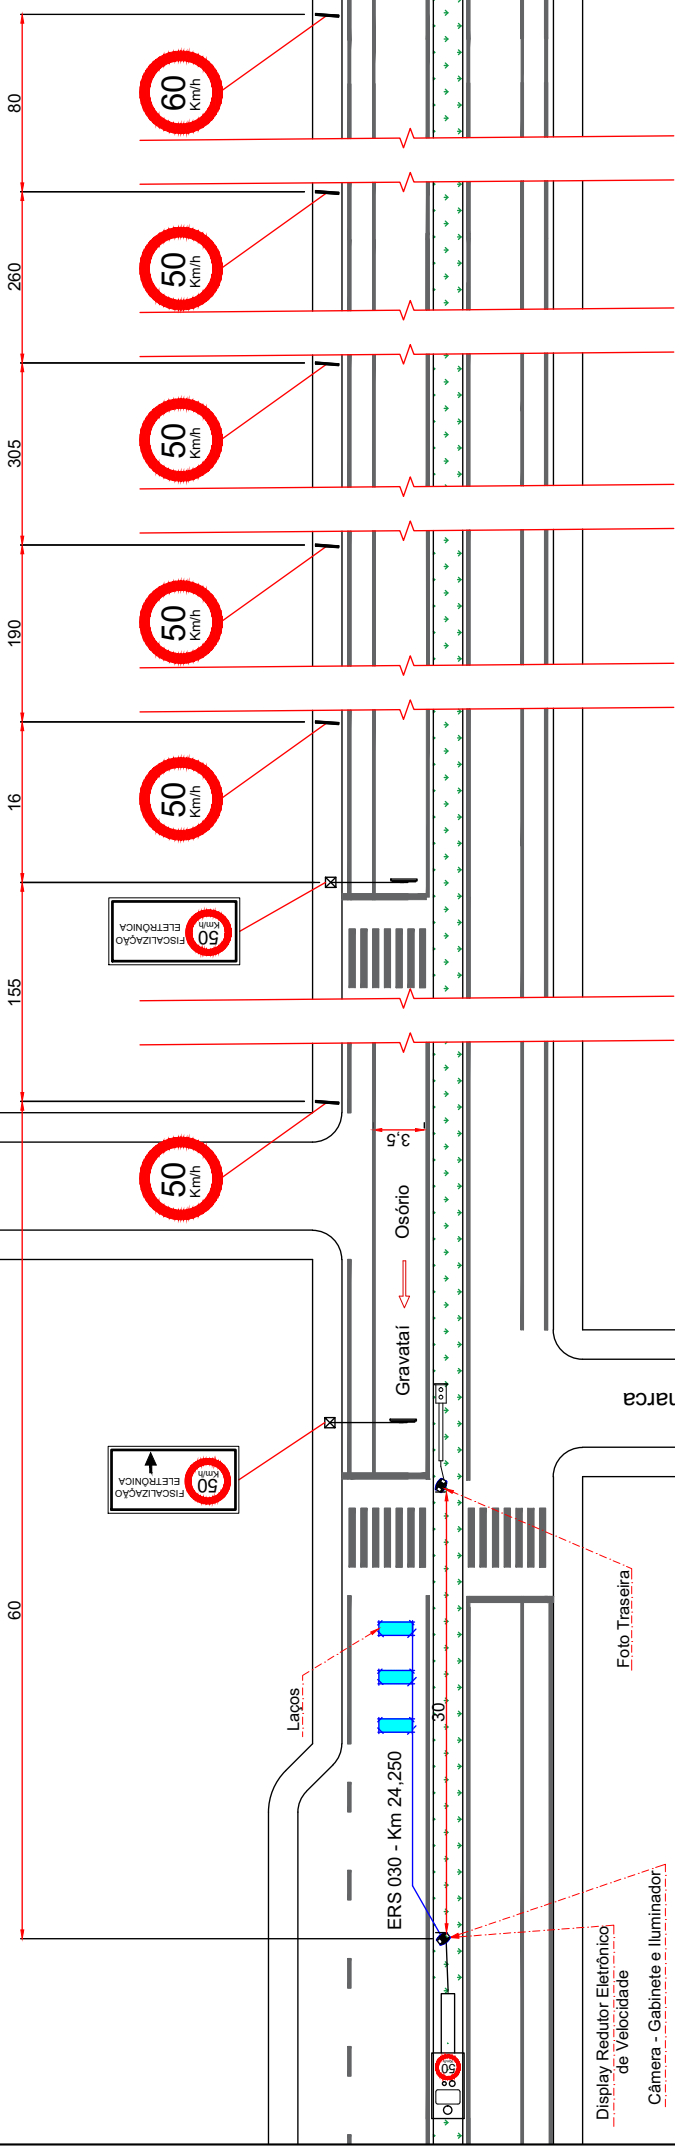 80
60
Km/h
260
50
Km/h
305
50
Km/h
190
50
Km/h
16
50
Km/h
FISCALIZAÇÃO
ELETRÔNICA
50
Km/h
155
50
Km/h
3,5
Gravataí
Osório
marca
FISCALIZAÇÃO
ELETRÔNICA
50
Km/h
60
Laços
30
Foto Traseira
ERS 030 - Km 24,250
Display Redutor Eletrônico
de Velocidade
Câmera - Gabinete e Iluminador
50